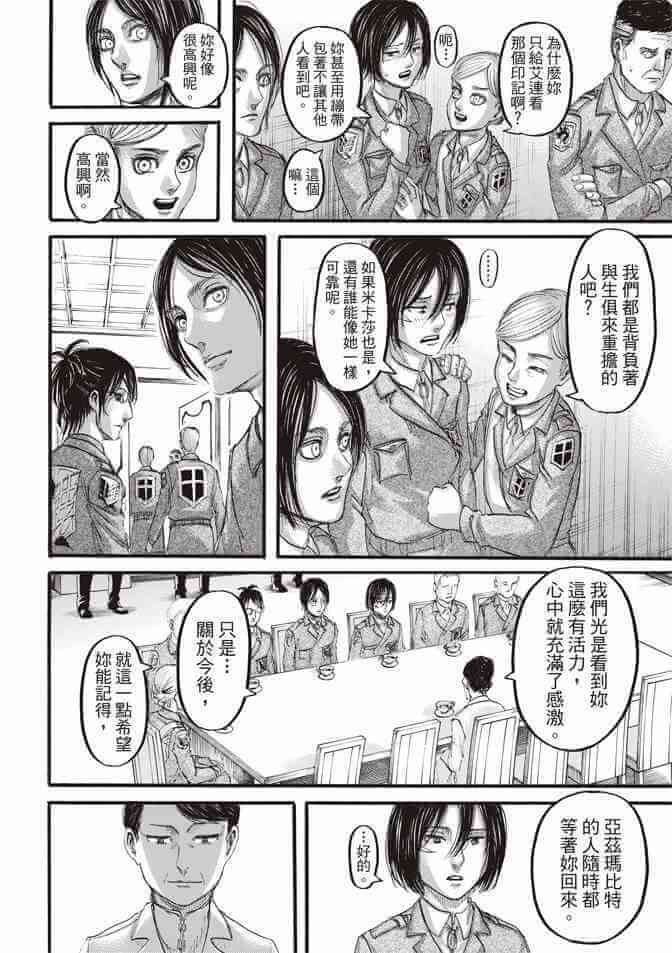 為什麼妳
只給艾連看
那個印記啊？
呃…
妳甚至用繃帶
包著不讓其他
人看到吧。
這個
嘛…
妳好像
很高興呢。
當然
高興啊。
我們都是背負著
與生俱來重擔的
人吧？
……
如果米卡莎也是，
還有誰能像她一樣
可靠呢。
我們光是看到妳
這麼有活力，
心中就充滿了感激。
只是…
關於今後，
就這一點希望
妳能記得，
亞茲瑪比特
的人隨時都
等著妳回來。
…好的。